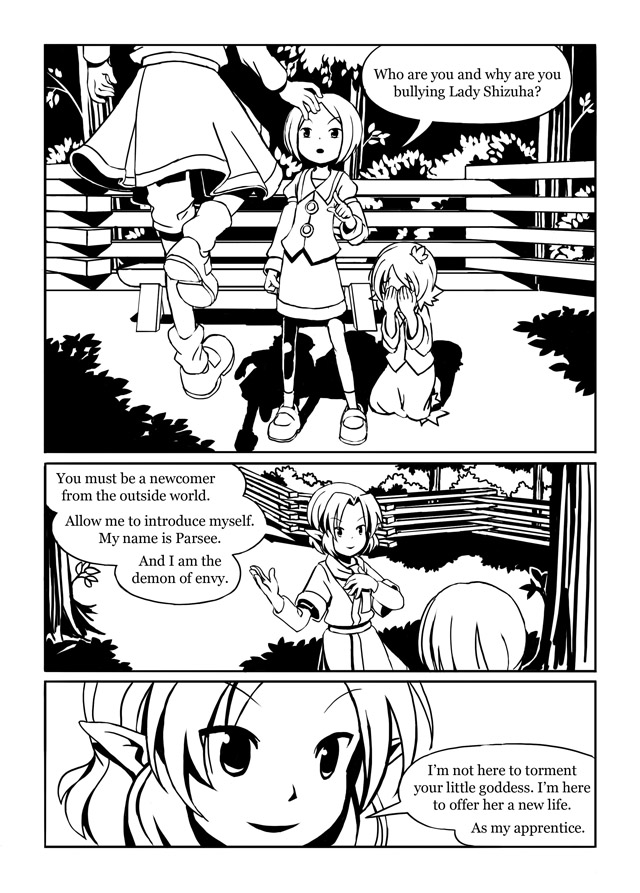 Who are you and why are you
bullying Lady Shizuha?
You must be a newcomer
from the outside world.
Allow me to introduce myself.
My name is Parsee.
And I am the
demon of envy.
I'm not here to torment
your little goddess. I'm here
to offer her a new life.
As my apprentice.